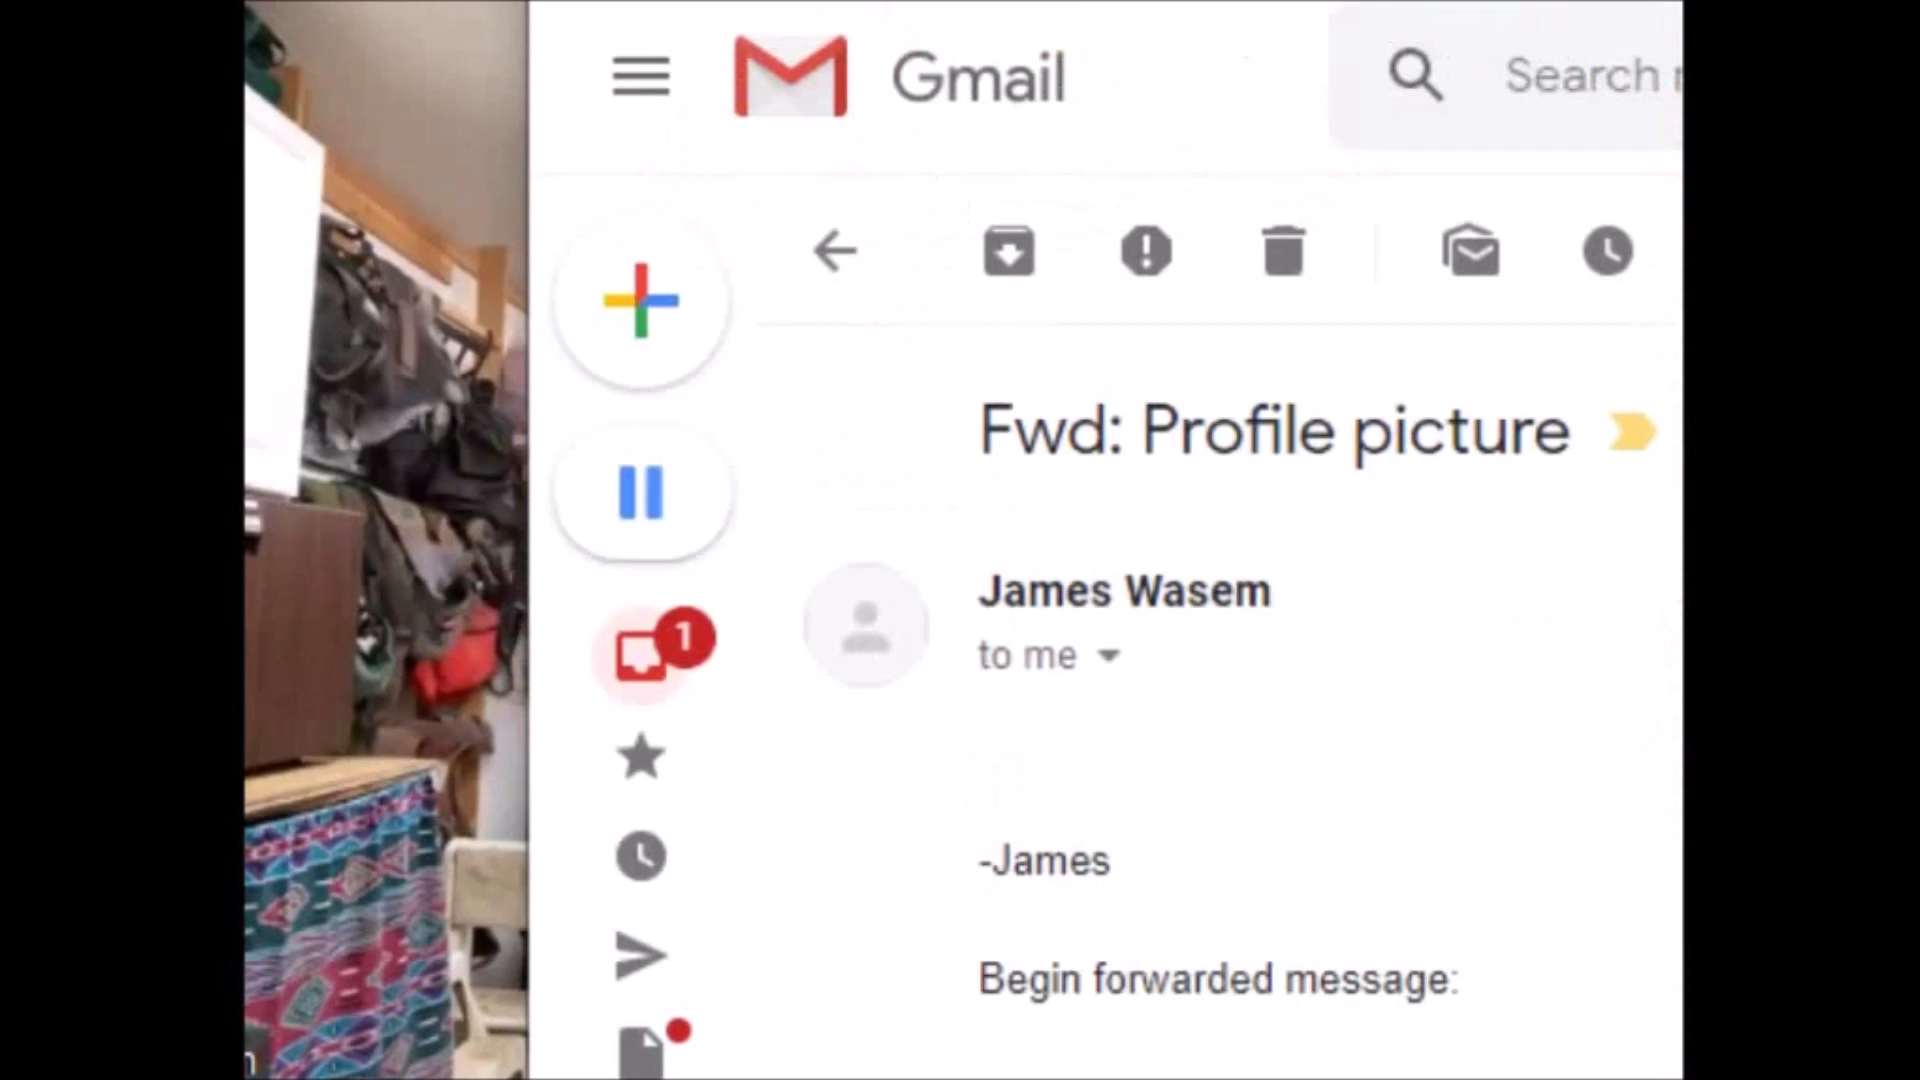 Gmail
Search
Fwd: Profile picture
James Wasem
to me
1
-James
Begin forwarded message: